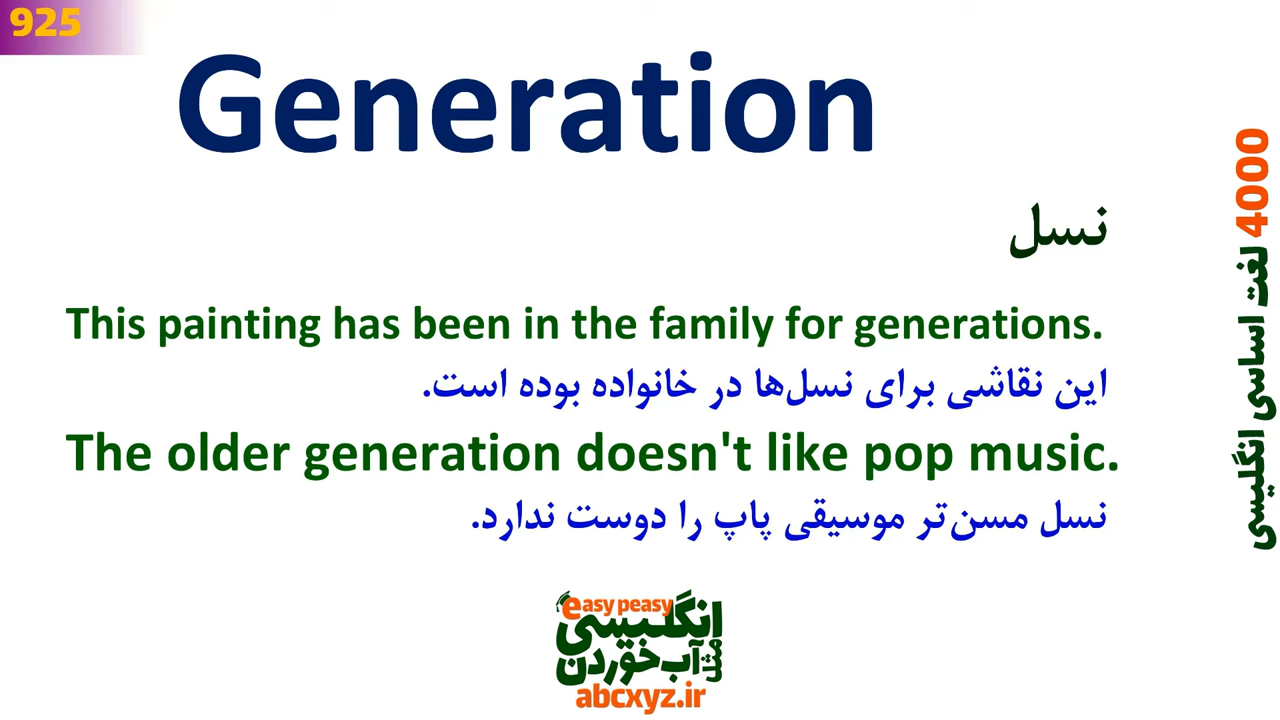 925
Generation
نسل
This painting has been in the family for generations.
این نقاشی برای نسل‌ها در خانواده بوده است.
The older generation doesn't like pop music.
نسل مسن‌تر موسیقی پاپ را دوست ندارد.
4000 لغت اساسی انگلیسی
easy peasy
انگلیسی
مثل آب خوردن
abcxyz.ir